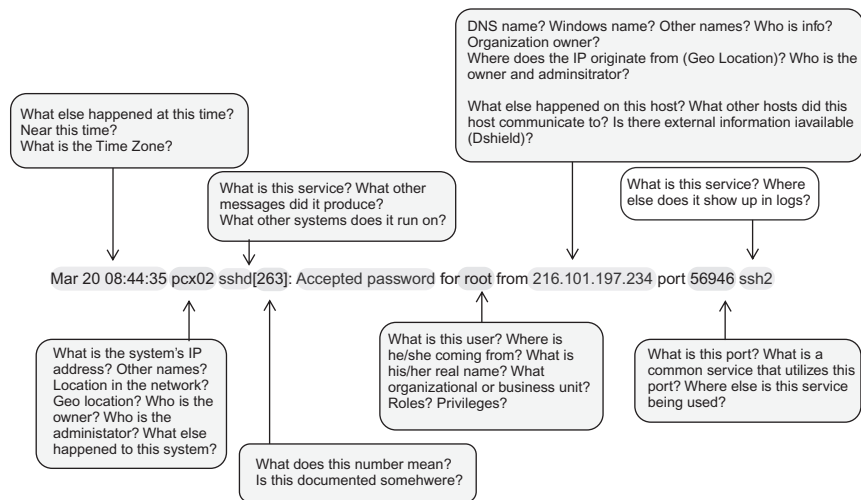 DNS name? Windows name? Other names? Who is info?
Organization owner?
Where does the IP originate from (Geo Location)? Who is the
owner and adminsitrator?
What else happened on this host? What other hosts did this
host communicate to? Is there external information iavailable
(Dshield)?
What else happened at this time?
Near this time?
What is the Time Zone?
What is this service? What other
messages did it produce?
What other systems does it run on?
What is this service? Where
else does it show up in logs?
Mar 20 08:44:35 pcx02 sshd[263]: Accepted password for root from 216.101.197.234 port 56946 ssh2
What is the system's IP
address? Other names?
Location in the network?
Geo location? Who is the
owner? Who is the
administator? What else
happened to this system?
What does this number mean?
Is this documented somehwere?
What is this user? Where is
he/she coming from? What is
his/her real name? What
organizational or business unit?
Roles? Privileges?
What is this port? What is a
common service that utilizes this
port? Where else is this service
being used?